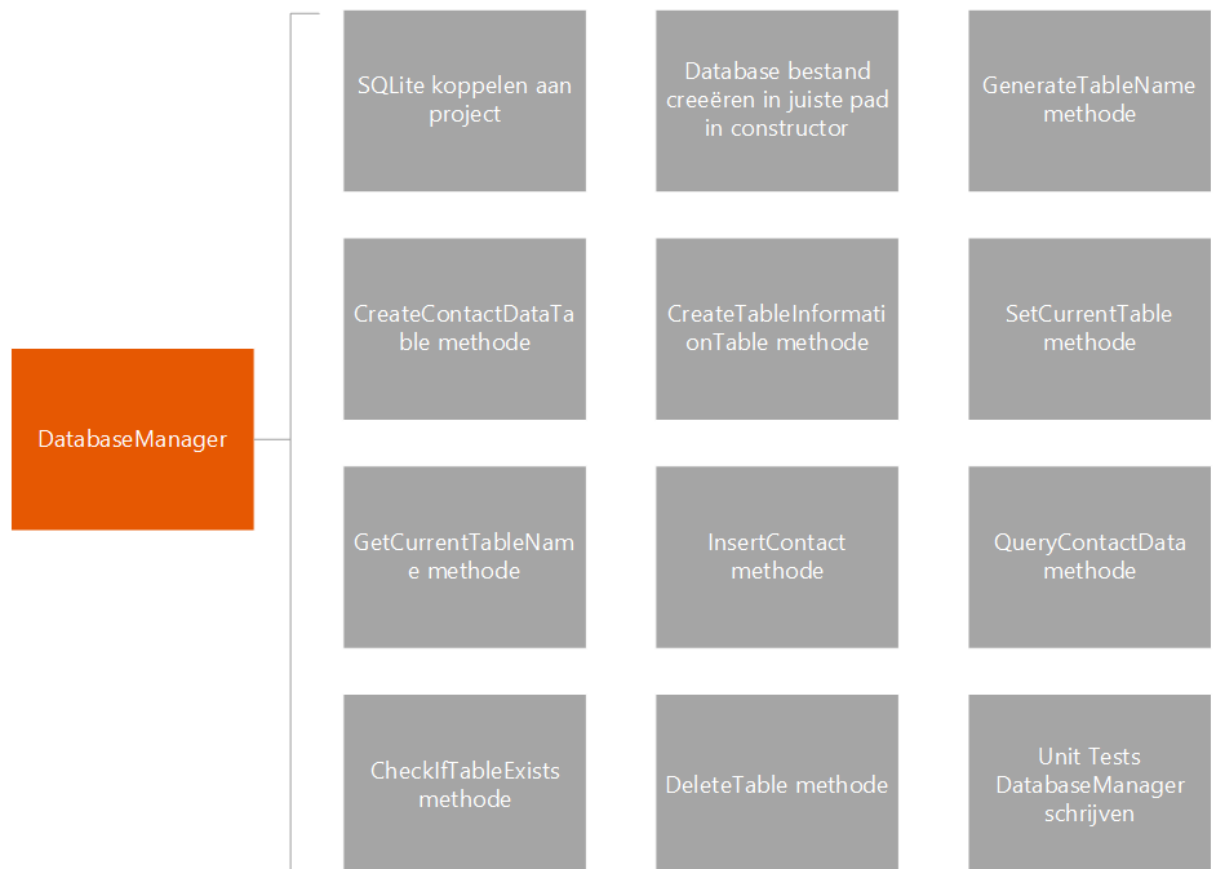 SQLite koppelen aan
project
Database bestand
creeëren in juiste pad
in constructor
GenerateTableName
methode
CreateContactDataTa
ble methode
CreateTableInformati
onTable methode
SetCurrentTable
methode
DatabaseManager
GetCurrentTableNam
e methode
InsertContact
methode
QueryContactData
methode
CheckIfTableExists
methode
DeleteTable methode
Unit Tests
DatabaseManager
schrijven